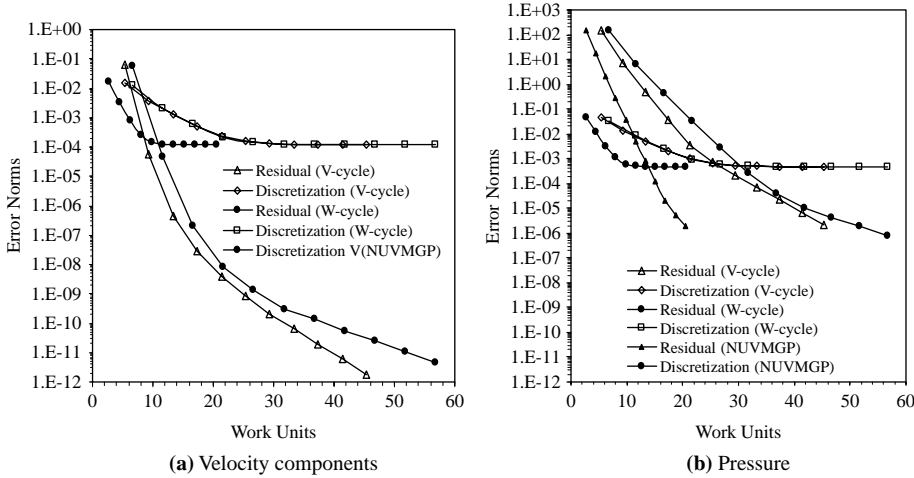 1.E+00
1.E-01
1.E-02
1.E-03
1.E-04
1.E-05
1.E-06
1.E-07
1.E-08
1.E-09
1.E-10
1.E-11
1.E-12
Error Norms
Residual (V-cycle)
Discretization (V-cycle)
Residual (W-cycle)
Discretization (W-cycle)
Discretization V(NUVMGP)
0 10 20 30 40 50 60
Work Units
(a) Velocity components
1.E+03
1.E+02
1.E+01
1.E+00
1.E-01
1.E-02
1.E-03
1.E-04
1.E-05
1.E-06
1.E-07
1.E-08
1.E-09
1.E-10
1.E-11
1.E-12
Error Norms
Residual (V-cycle)
Discretization (V-cycle)
Residual (W-cycle)
Discretization (W-cycle)
Residual (NUVMGP)
Discretization (NUVMGP)
0 10 20 30 40 50 60
Work Units
(b) Pressure